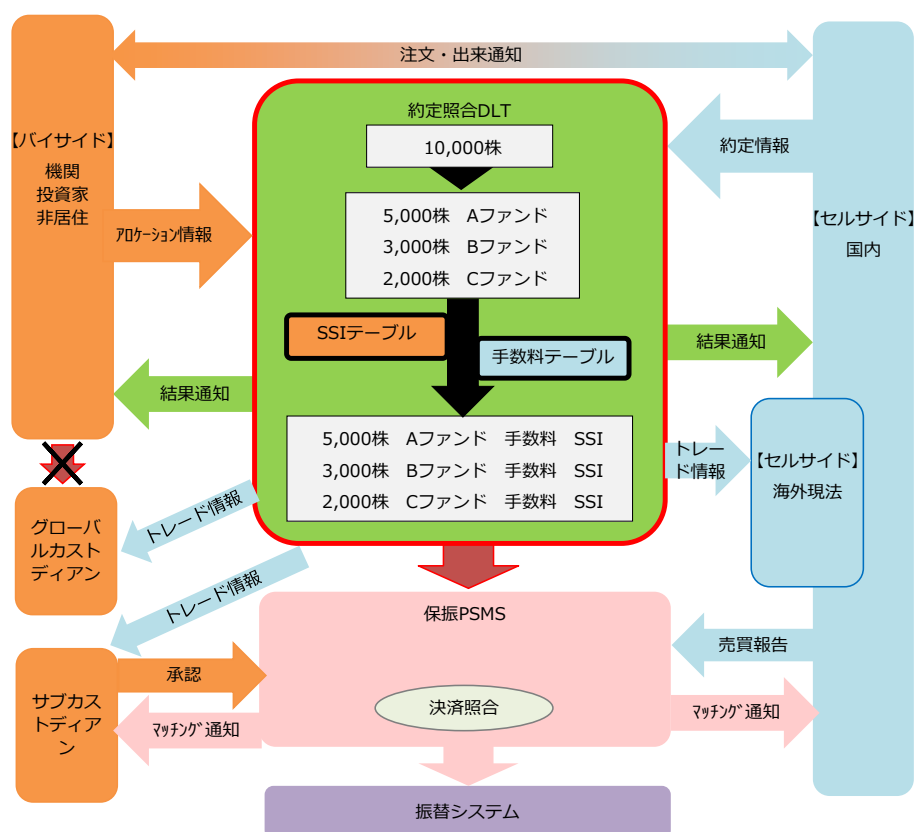 注文・出来通知
約定照合DLT
10,000株
【バイサイド】
機関
投資家
非居住
約定情報
5,000株 Aファンド
3,000株 Bファンド
2,000株 Cファンド
ｱﾛｹｰｼｮﾝ情報
【セルサイド】
国内
SSIテーブル
手数料テーブル
結果通知
結果通知
5,000株 Aファンド 手数料 SSI
3,000株 Bファンド 手数料 SSI
2,000株 Cファンド 手数料 SSI
トレー
ド情報
【セルサイド】
海外現法
トレード情報
グローバ
ルカスト
ディアン
トレード情報
保振PSMS
売買報告
承認
サブカス
トディア
ン
決済照合
ﾏｯﾁﾝｸﾞ通知
ﾏｯﾁﾝｸﾞ通知
振替システム